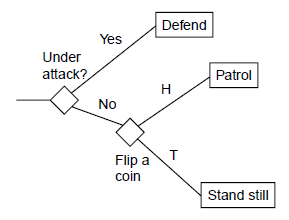 Defend
Yes
Under
attack?
Patrol
H
No
Flip a
coin
T
Stand still